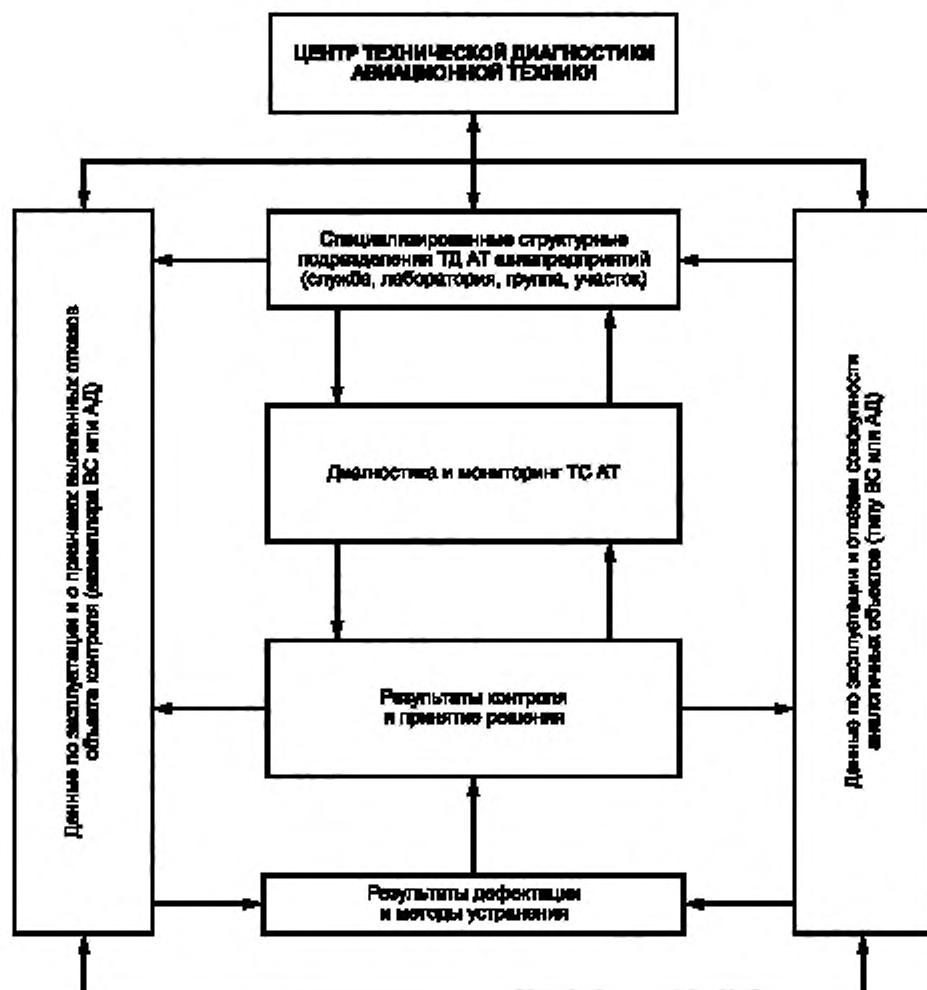 ЦЕНТР ТЕХНИЧЕСКОЙ ДИАГНОСТИКИ
АВИАЦИОННОЙ ТЕХНИКИ
Специализированные структурные
подразделения ТД АТ авиапредприятий
(служба, лаборатория, группа, участок)
Данные по эксплуатации и о признаках выявленных отказов
объекта контроля (экземпляра ВС или АД)
Диагностика и мониторинг ТС АТ
Данные по эксплуатации и отказам совокупности
аналогичных объектов (типу ВС или АД)
Результаты контроля
и принятие решения
Результаты дефектации
и методы устранения